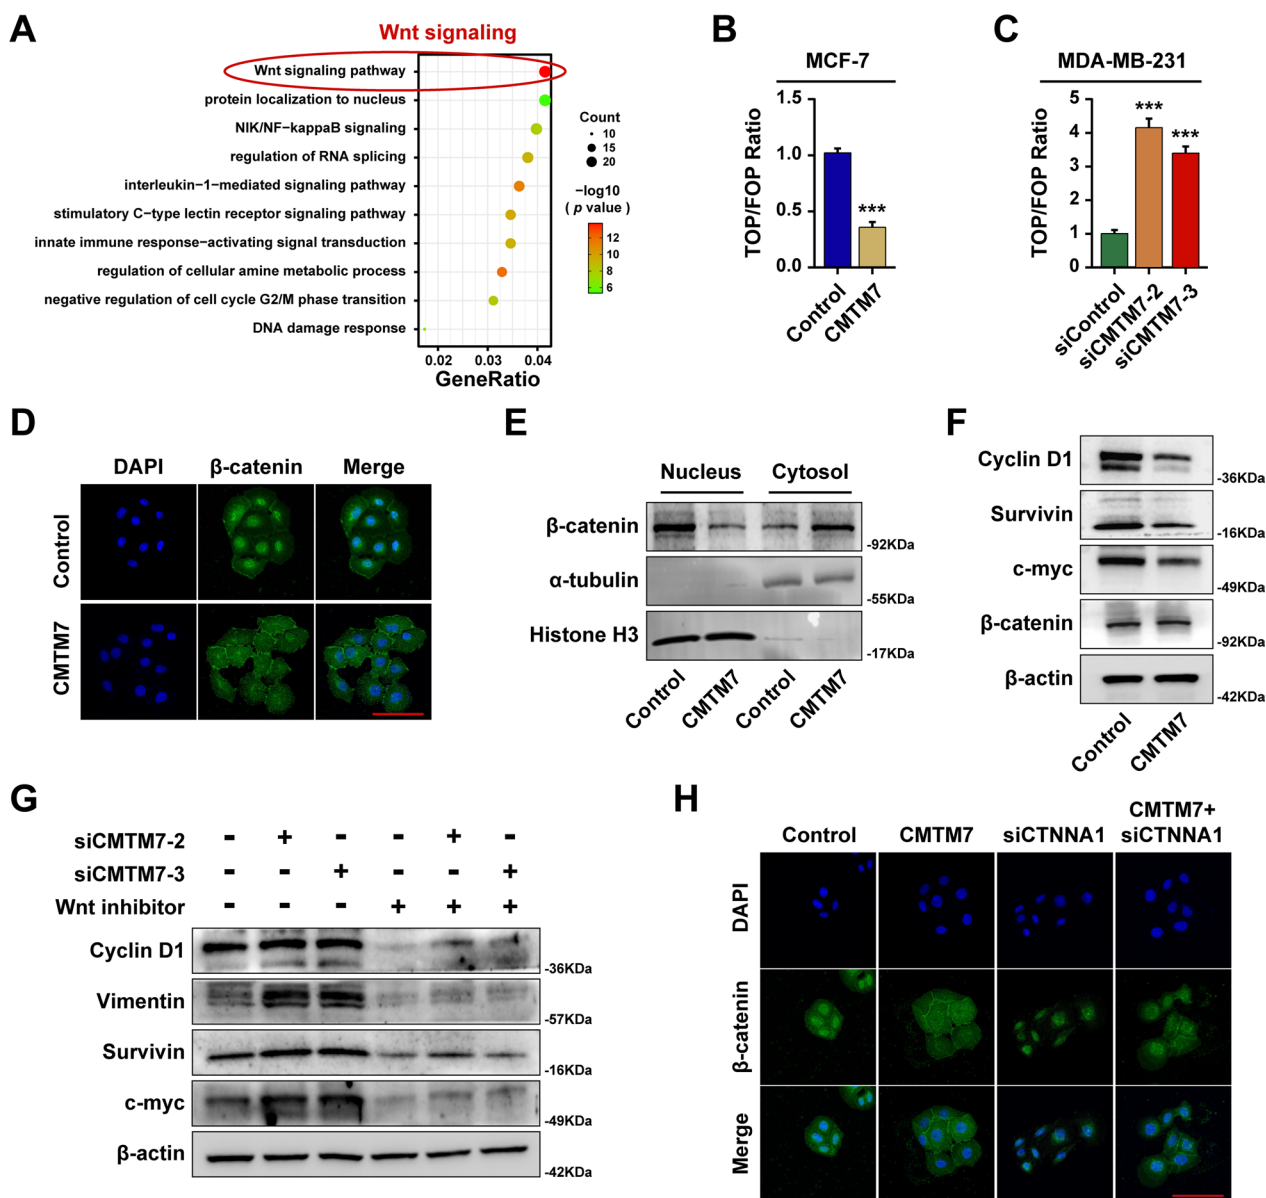 A
Wnt signaling
Wnt signaling pathway
protein localization to nucleus
NIK/NF−kappaB signaling
regulation of RNA splicing
interleukin−1−mediated signaling pathway
stimulatory C−type lectin receptor signaling pathway
innate immune response−activating signal transduction
regulation of cellular amine metabolic process
negative regulation of cell cycle G2/M phase transition
DNA damage response
0.02 0.03 0.04
GeneRatio
Count
10
15
20
−log10
( p value )
12
10
8
6
B
MCF-7
TOP/FOP Ratio
1.5
1.0
0.5
0.0
***
Control
CMTM7
C
MDA-MB-231
TOP/FOP Ratio
5
4
3
2
1
0
***
***
siControl
siCMTM7-2
siCMTM7-3
D
DAPI β-catenin Merge
Control
CMTM7
E
Nucleus Cytosol
β-catenin -92KDa
α-tubulin -55KDa
Histone H3 -17KDa
Control CMTM7 Control CMTM7
F
Cyclin D1 -36KDa
Survivin -16KDa
c-myc -49KDa
β-catenin -92KDa
β-actin -42KDa
Control CMTM7
G
siCMTM7-2 - + - - + -
siCMTM7-3 - - + - - +
Wnt inhibitor - - - + + +
Cyclin D1 -36KDa
Vimentin -57KDa
Survivin -16KDa
c-myc -49KDa
β-actin -42KDa
H
Control CMTM7 siCTNNA1 CMTM7+
siCTNNA1
DAPI
β-catenin
Merge